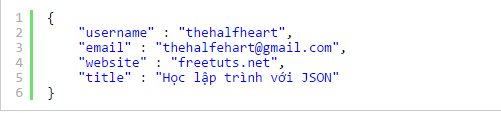 1 {
2 "username" : "thehalfheart",
3 "email" : "thehalfehart@gmail.com",
4 "website" : "freetuts.net",
5 "title" : "Học lập trình với JSON"
6 }